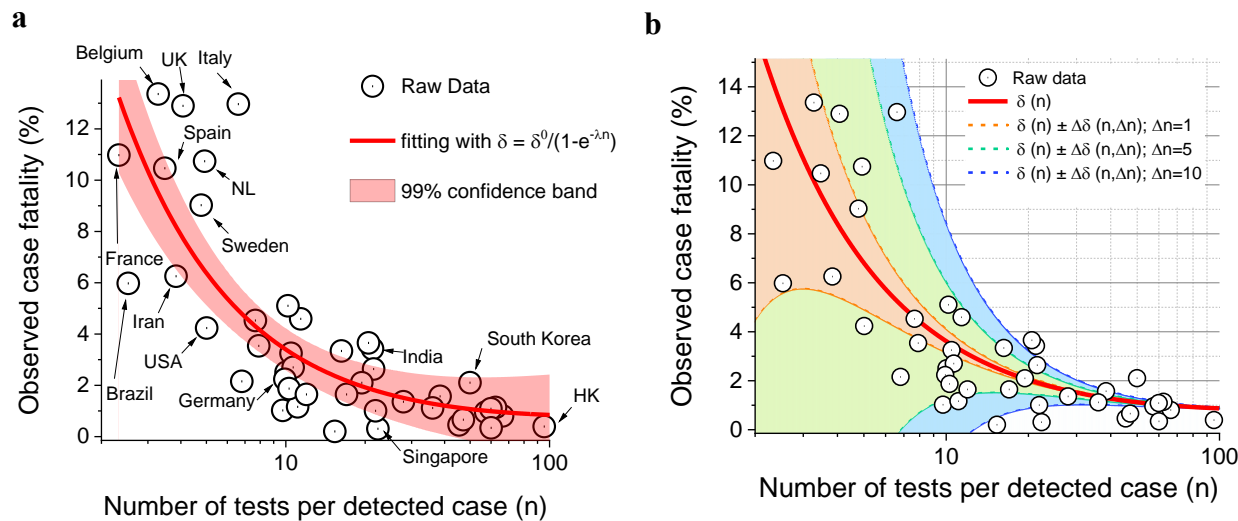 a
Belgium
UK
Italy
Spain
NL
Sweden
France
Iran
USA
Brazil
Germany
India
South Korea
HK
Singapore
Raw Data
fitting with δ = δ⁰/(1-e^-λn)
99% confidence band
Observed case fatality (%)
12
10
8
6
4
2
0
10
100
Number of tests per detected case (n)
b
Raw data
δ (n)
δ (n) ± Δδ (n,Δn); Δn=1
δ (n) ± Δδ (n,Δn); Δn=5
δ (n) ± Δδ (n,Δn); Δn=10
Observed case fatality (%)
14
12
10
8
6
4
2
0
10
100
Number of tests per detected case (n)